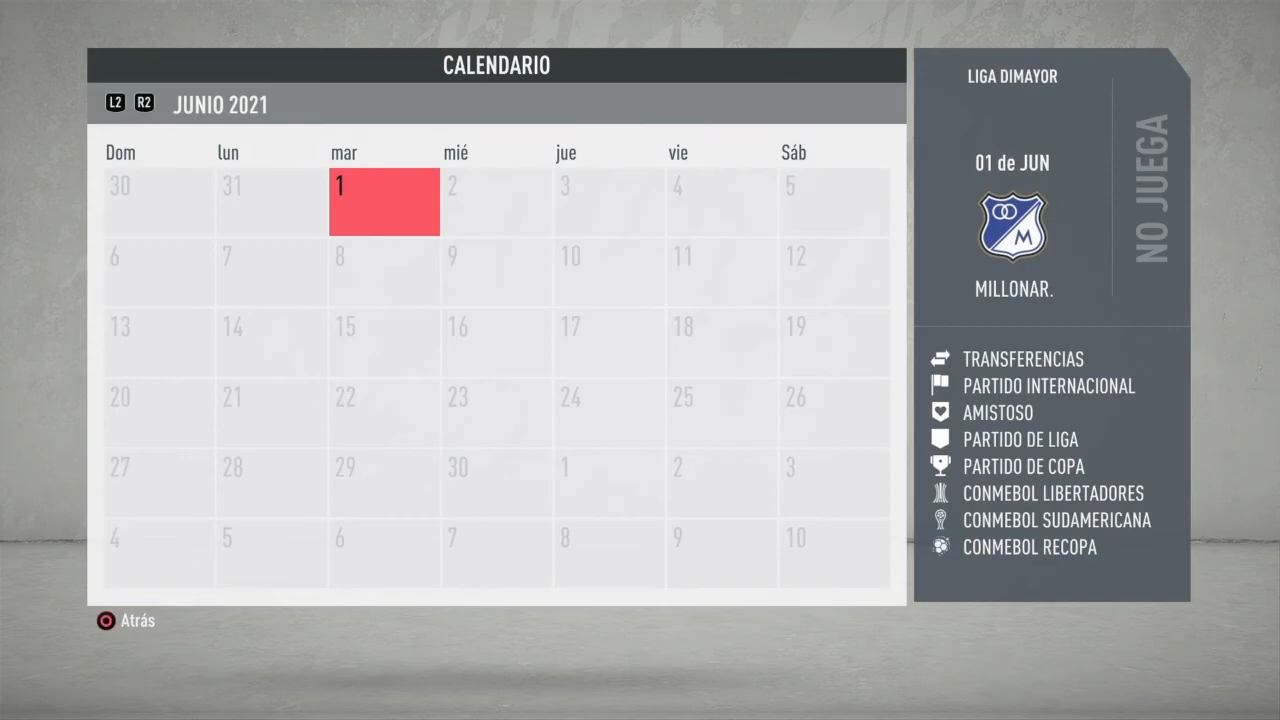 CALENDARIO
L2 R2 JUNIO 2021
Dom lun mar mié jue vie Sáb
30 31 1 2 3 4 5
6 7 8 9 10 11 12
13 14 15 16 17 18 19
20 21 22 23 24 25 26
27 28 29 30 1 2 3
4 5 6 7 8 9 10
Atrás
LIGA DIMAYOR
01 de JUN
M
MILLONAR.
NO JUEGA
TRANSFERENCIAS
PARTIDO INTERNACIONAL
AMISTOSO
PARTIDO DE LIGA
PARTIDO DE COPA
CONMEBOL LIBERTADORES
CONMEBOL SUDAMERICANA
CONMEBOL RECOPA